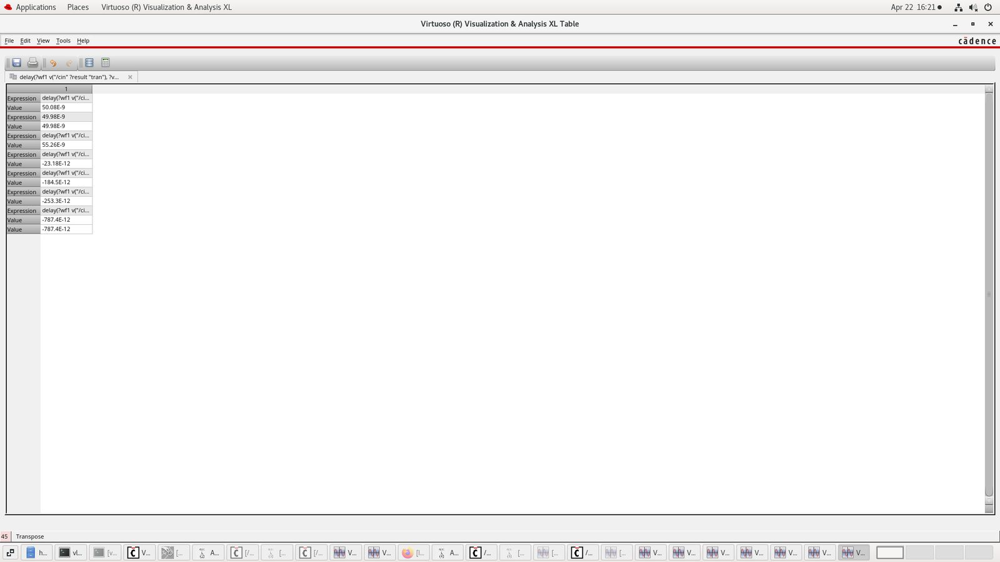 Applications Places Virtuoso (R) Visualization & Analysis XL Apr 22 16:21
Virtuoso (R) Visualization & Analysis XL Table
File Edit View Tools Help cādence
delay(?wf1 v("/cin" ?result "tran"), ?v...
1
Expression delay(?wf1 v("/ci...
Value 50.08E-9
Expression 49.98E-9
Value 49.98E-9
Expression delay(?wf1 v("/ci...
Value 55.26E-9
Expression delay(?wf1 v("/ci...
Value -23.18E-12
Expression delay(?wf1 v("/ci...
Value -184.5E-12
Expression delay(?wf1 v("/ci...
Value -253.3E-12
Expression delay(?wf1 v("/ci...
Value -787.4E-12
Value -787.4E-12
45 Transpose
h... vl... [v... V... [... A... [/... [... [/... V... V... [l... A... /... [... [... /... [... V... V... V... V... V... V... V...